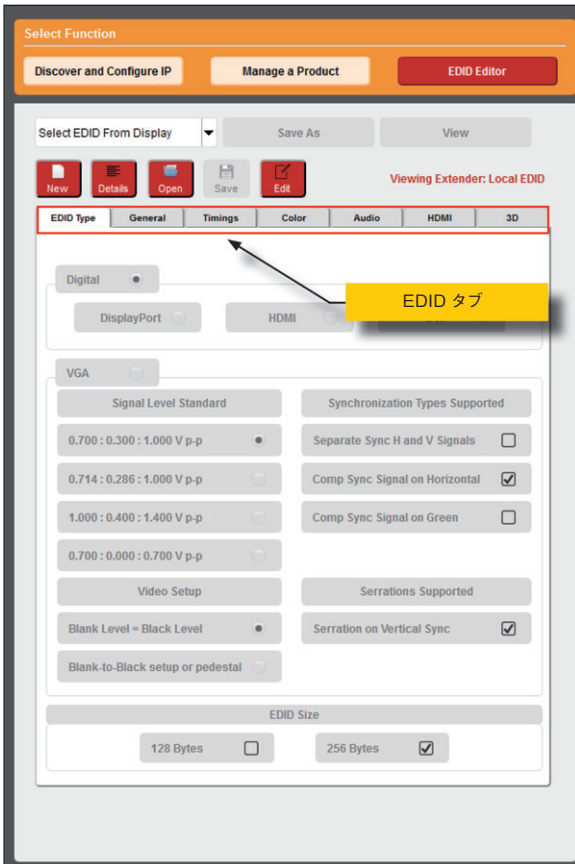 Select Function
Discover and Configure IP Manage a Product EDID Editor
Select EDID From Display Save As View
New Details Open Save Edit Viewing Extender: Local EDID
EDID Type General Timings Color Audio HDMI 3D
EDID タブ
Digital
DisplayPort HDMI
VGA
Signal Level Standard Synchronization Types Supported
0.700 : 0.300 : 1.000 V p-p Separate Sync H and V Signals
0.714 : 0.286 : 1.000 V p-p Comp Sync Signal on Horizontal
1.000 : 0.400 : 1.400 V p-p Comp Sync Signal on Green
0.700 : 0.000 : 0.700 V p-p
Video Setup Serrations Supported
Blank Level = Black Level Serration on Vertical Sync
Blank-to-Black setup or pedestal
EDID Size
128 Bytes 256 Bytes